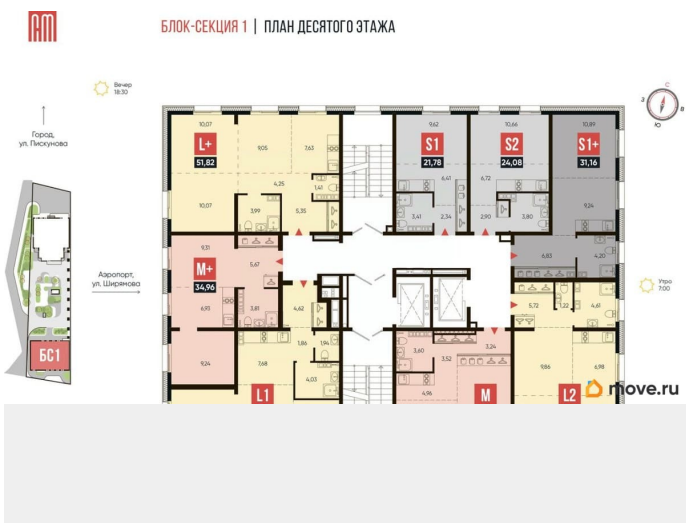 АМ
БЛОК-СЕКЦИЯ 1 | ПЛАН ДЕСЯТОГО ЭТАЖА
Вечер
18:30
С
З В
Ю
Город,
ул. Пискунова
10,07 9,05 7,63 9,62 10,66 10,89
L+ S1 S2 S1+
51,82 21,78 24,08 31,16
4,25 1,41 6,41 6,72
10,07 3,99 5,35 3,41 2,34 2,90 3,80 9,24
9,31 5,67 6,83 4,20
M+
34,96
Аэропорт,
ул. Ширямова
Утро
7:00
6,93 3,81 4,62 5,72 1,22 4,61
БС1
1,86 1,94 3,60 3,52 3,24
9,24 7,68 4,03 9,86 6,98
4,96
L1 M L2
move.ru